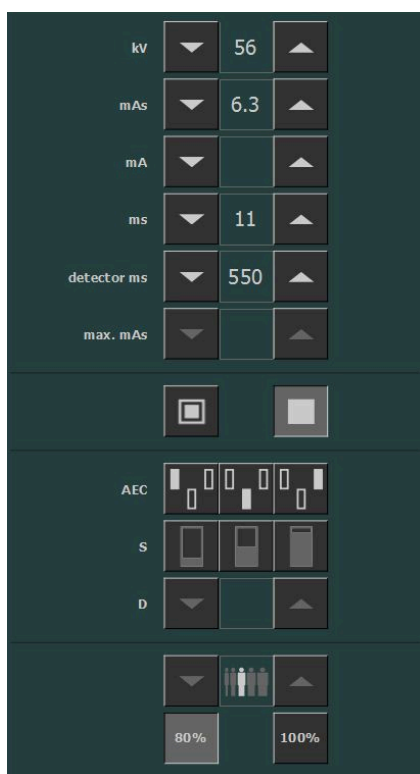 kV 56
mAs 6.3
mA
ms 11
detector ms 550
max. mAs
AEC
S
D
80% 100%